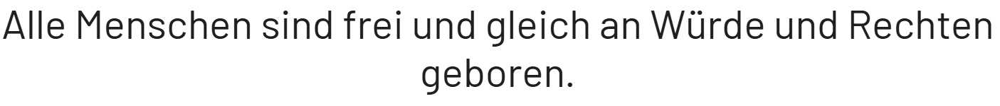 Alle Menschen sind frei und gleich an Würde und Rechten
geboren.